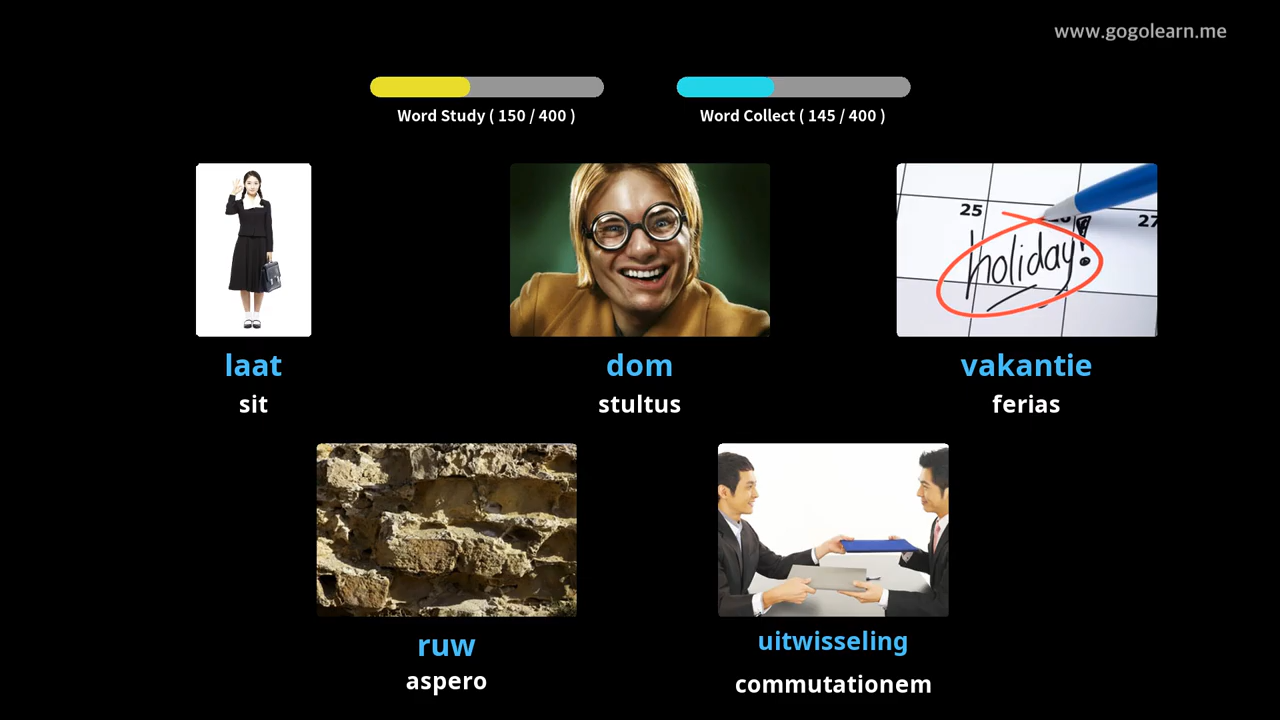 www.gogolearn.me
Word Study ( 150 / 400 )
Word Collect ( 145 / 400 )
25
27
holiday!
laat
dom
vakantie
sit
stultus
ferias
ruw
uitwisseling
aspero
commutationem